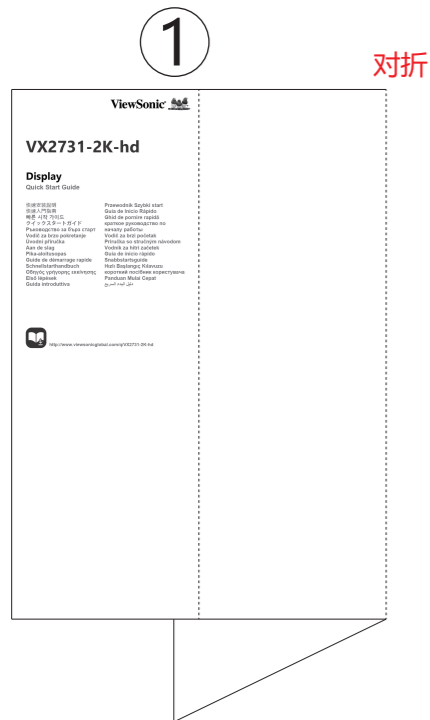 1
对折
ViewSonic
VX2731-2K-hd
Display
Quick Start Guide
快速安裝説明
快速入門指南
빠른 시작 가이드
クイックスタートガイド
Ръководство за бърз старт
Vodič za brzo pokretanje
Úvodní příručka
Aan de slag
Pika-aloitusopas
Guide de démarrage rapide
Schnellstarthandbuch
Οδηγός γρήγορης εκκίνησης
Első lépések
Guida introduttiva
Przewodnik Szybki start
Guia de Início Rápido
Ghid de pornire rapidă
краткое руководство по
началу работы
Vodič za brzi početak
Príručka so stručným návodom
Vodnik za hitri začetek
Guía de inicio rápido
Snabbstartsguide
Hızlı Başlangıç Kılavuzu
короткий посібник користувача
Panduan Mulai Cepat
دليل البدء السريع
http://www.viewsonicglobal.com/q/VX2731-2K-hd